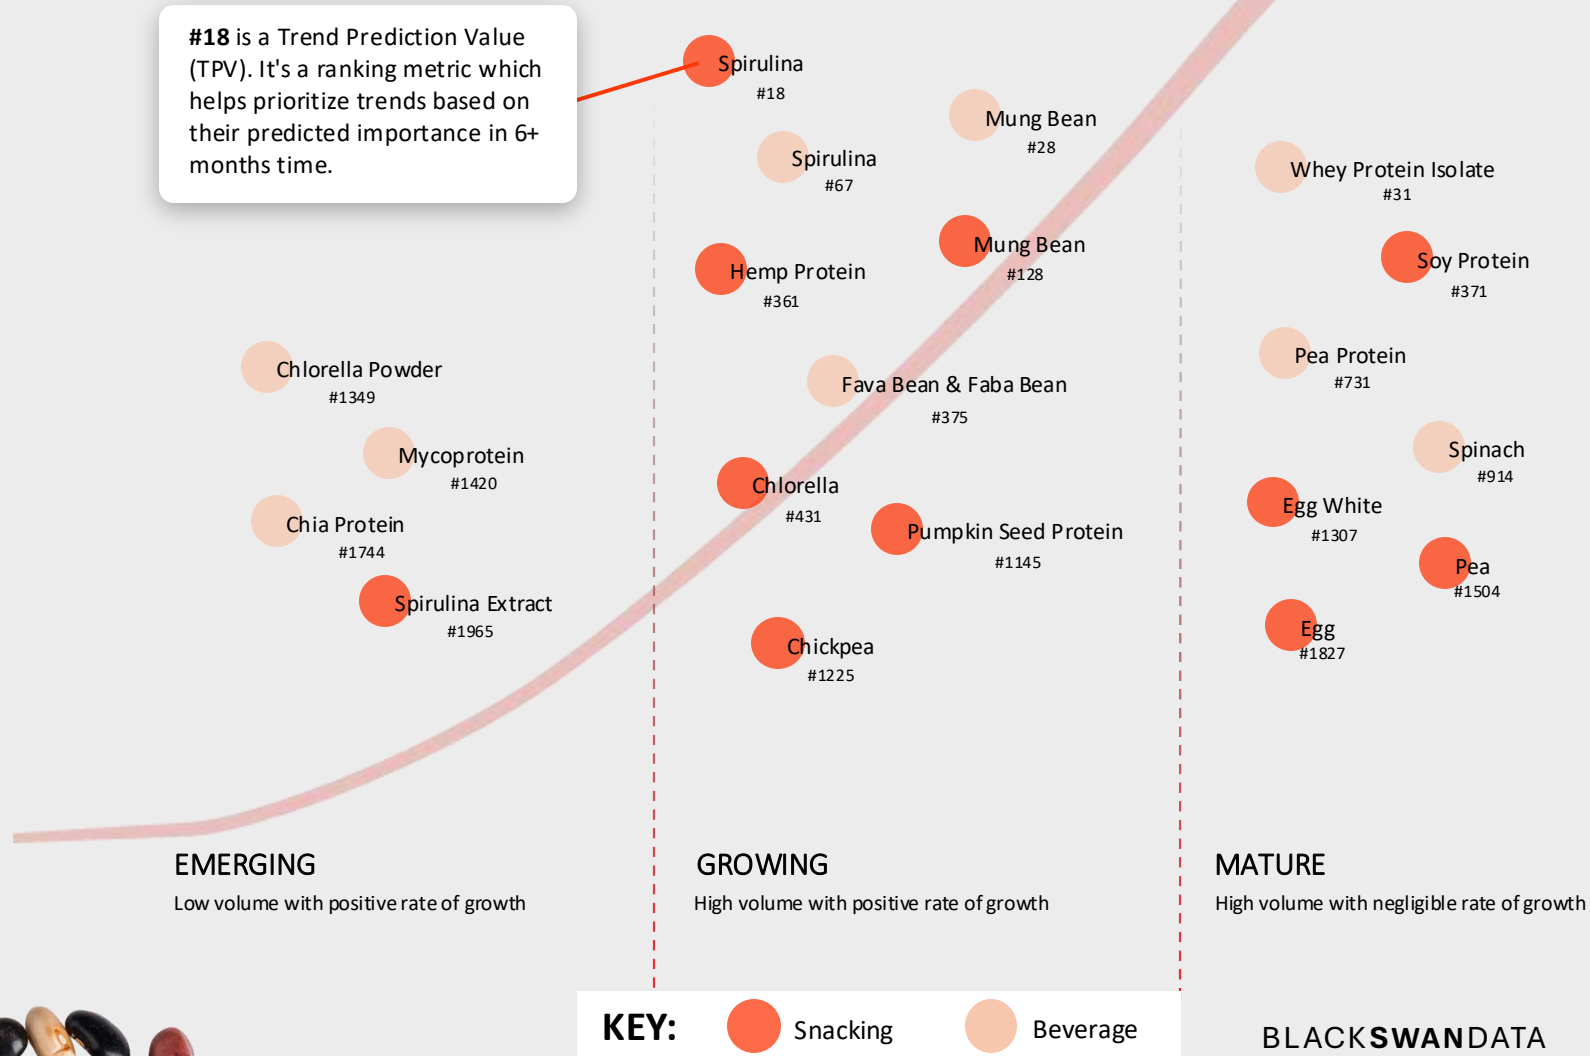 #18 is a Trend Prediction Value
(TPV). It's a ranking metric which
helps prioritize trends based on
their predicted importance in 6+
months time.
Spirulina
#18
Spirulina
#67
Mung Bean
#28
Mung Bean
#128
Hemp Protein
#361
Fava Bean & Faba Bean
#375
Chlorella
#431
Pumpkin Seed Protein
#1145
Chickpea
#1225
Chlorella Powder
#1349
Mycoprotein
#1420
Chia Protein
#1744
Spirulina Extract
#1965
Whey Protein Isolate
#31
Soy Protein
#371
Pea Protein
#731
Spinach
#914
Egg White
#1307
Pea
#1504
Egg
#1827
EMERGING
Low volume with positive rate of growth
GROWING
High volume with positive rate of growth
MATURE
High volume with negligible rate of growth
KEY:
Snacking
Beverage
BLACKSWANDATA